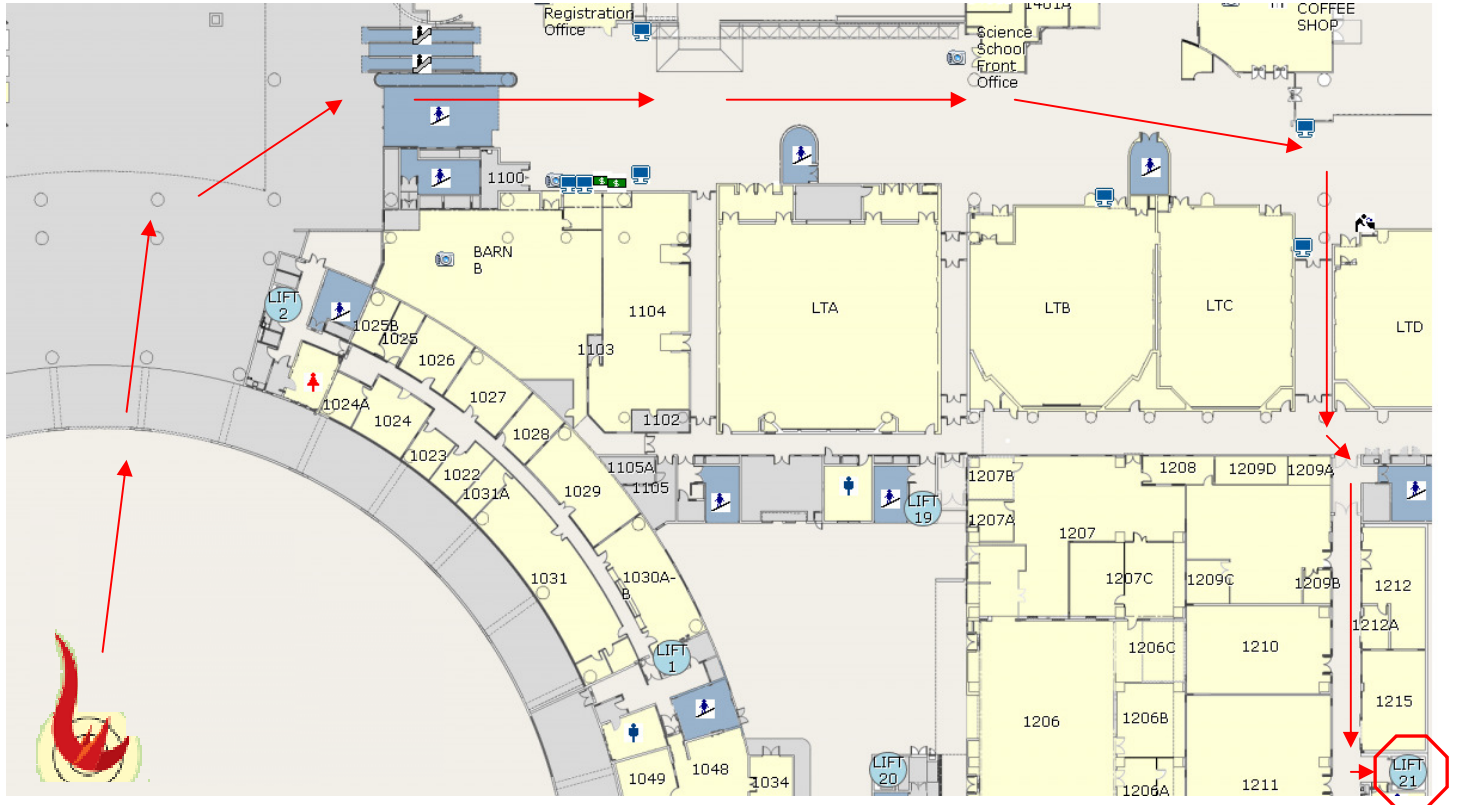 Registration
Office
1401A
COFFEE
SHOP
Science
School
Front
Office
1100
BARN
B
LIFT
2
1025B
1025
1026
1027
1028
1029
1030A-
B
1104
1103
1102
LTA
LTB
LTC
LTD
1024A
1024
1023
1022
1031A
1031
1105A
1105
LIFT
19
1207B
1207A
1207
1207C
1208
1209D
1209A
1209C
1209B
1212
1212A
1215
1206C
1210
1206
1206B
1211
1206A
LIFT
1
1049
1048
1034
LIFT
20
LIFT
21